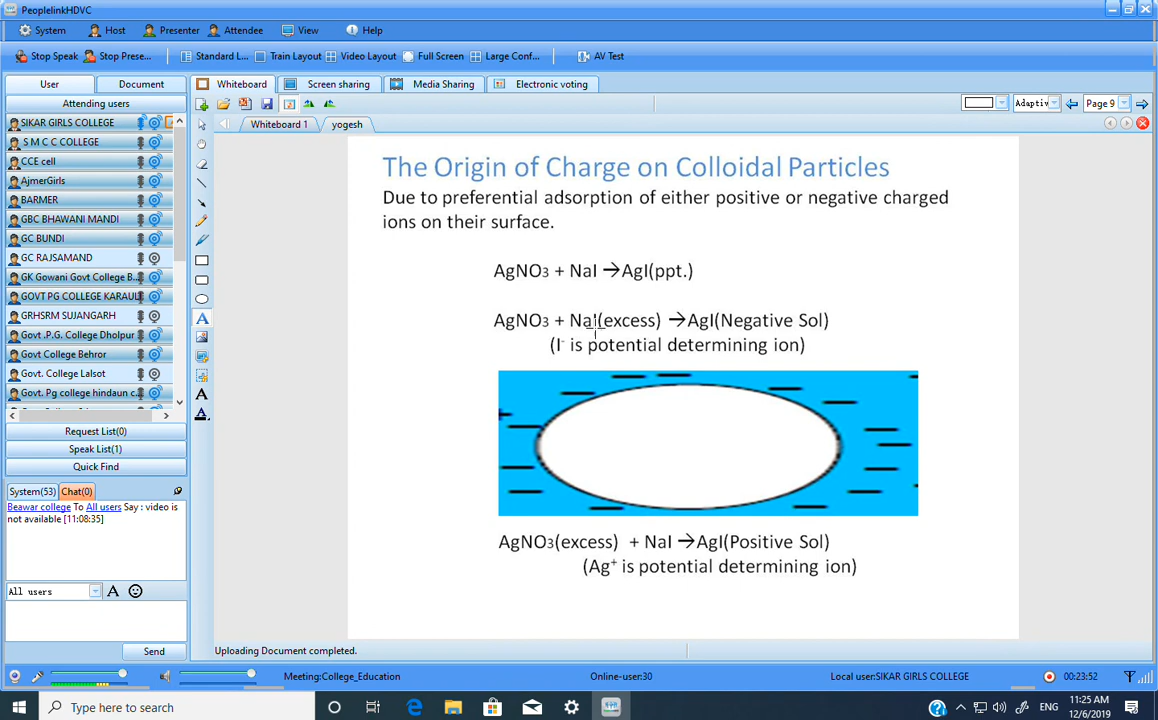 PeoplelinkHDVC
System Host Presenter Attendee View Help
Stop Speak Stop Prese... Standard L... Train Layout Video Layout Full Screen Large Conf... AV Test
User Document Whiteboard Screen sharing Media Sharing Electronic voting
Attending users
Adaptiv Page 9
Whiteboard 1 yogesh
SIKAR GIRLS COLLEGE
S M C C COLLEGE
CCE cell
AjmerGirls
BARMER
GBC BHAWANI MANDI
GC BUNDI
GC RAJSAMAND
GK Gowani Govt College B...
GOVT PG COLLEGE KARAUL
GRHSRM SUJANGARH
Govt .P.G. College Dholpur
Govt College Behror
Govt. College Lalsot
Govt. Pg college hindaun c...
Request List(0)
Speak List(1)
Quick Find
System(53) Chat(0)
Beawar college To All users Say : video is
not available [11:08:35]
All users A
Send
The Origin of Charge on Colloidal Particles
Due to preferential adsorption of either positive or negative charged
ions on their surface.
AgNO3 + NaI →AgI(ppt.)
AgNO3 + NaI(excess) →AgI(Negative Sol)
(I- is potential determining ion)
AgNO3(excess) + NaI →AgI(Positive Sol)
(Ag+ is potential determining ion)
Uploading Document completed.
Meeting:College_Education Online-user:30 Local user:SIKAR GIRLS COLLEGE 00:23:52
Type here to search ENG 11:25 AM
12/6/2019